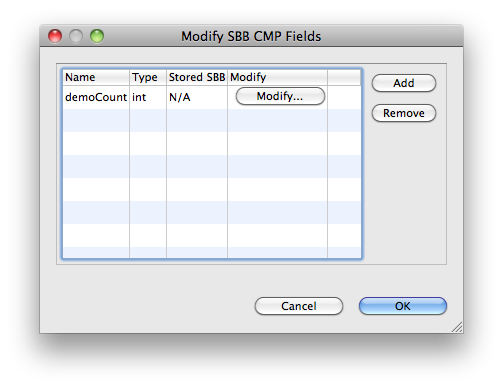 Modify SBB CMP Fields
Name Type Stored SBB Modify
demoCount int N/A Modify...
Add
Remove
Cancel OK